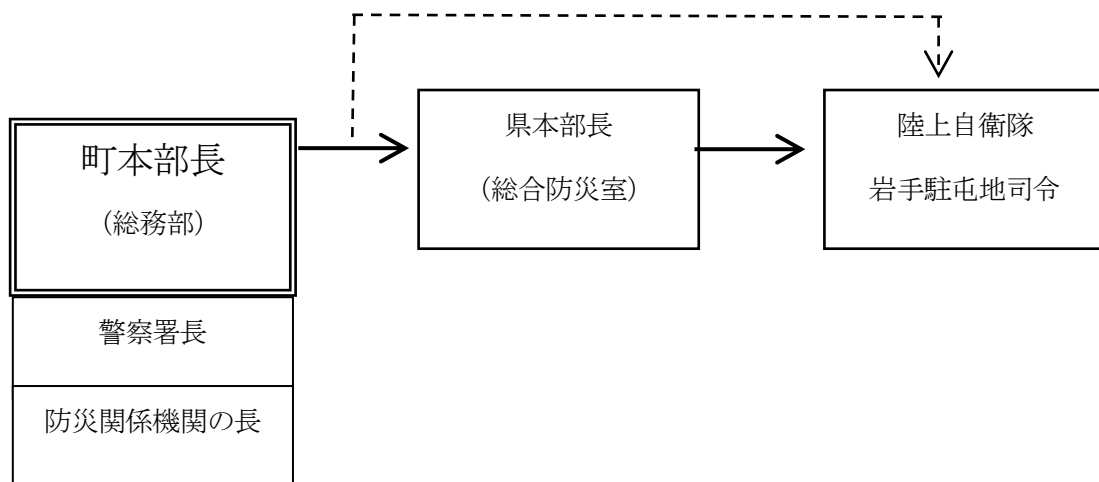 町本部長
(総務部)
警察署長
防災関係機関の長
県本部長
(総合防災室)
陸上自衛隊
岩手駐屯地司令